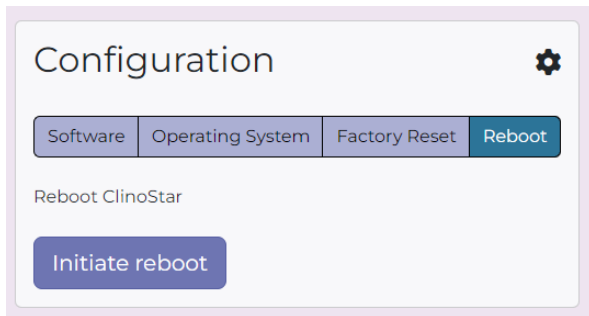 Configuration
Software Operating System Factory Reset Reboot
Reboot ClinoStar
Initiate reboot